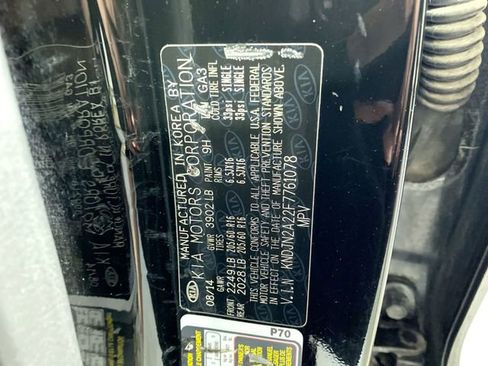 MANUFACTURED IN KOREA BY
KIA MOTORS CORPORATION
08/14 GVWR 3902LB PAINT 9H TRIM GA3
GAWR TIRES RIMS COLD TIRE INFL
FRONT 2249LB 205/60 R16 6.5JX16 33psi SINGLE
REAR 2028LB 205/60 R16 6.5JX16 33psi SINGLE
THIS VEHICLE CONFORMS TO ALL APPLICABLE U.S.A. FEDERAL
MOTOR VEHICLE SAFETY AND THEFT PREVENTION STANDARDS
IN EFFECT ON THE DATE OF MANUFACTURE SHOWN ABOVE.
V.I.N KNDJN2A22F7761078
MPV
KIA
P70